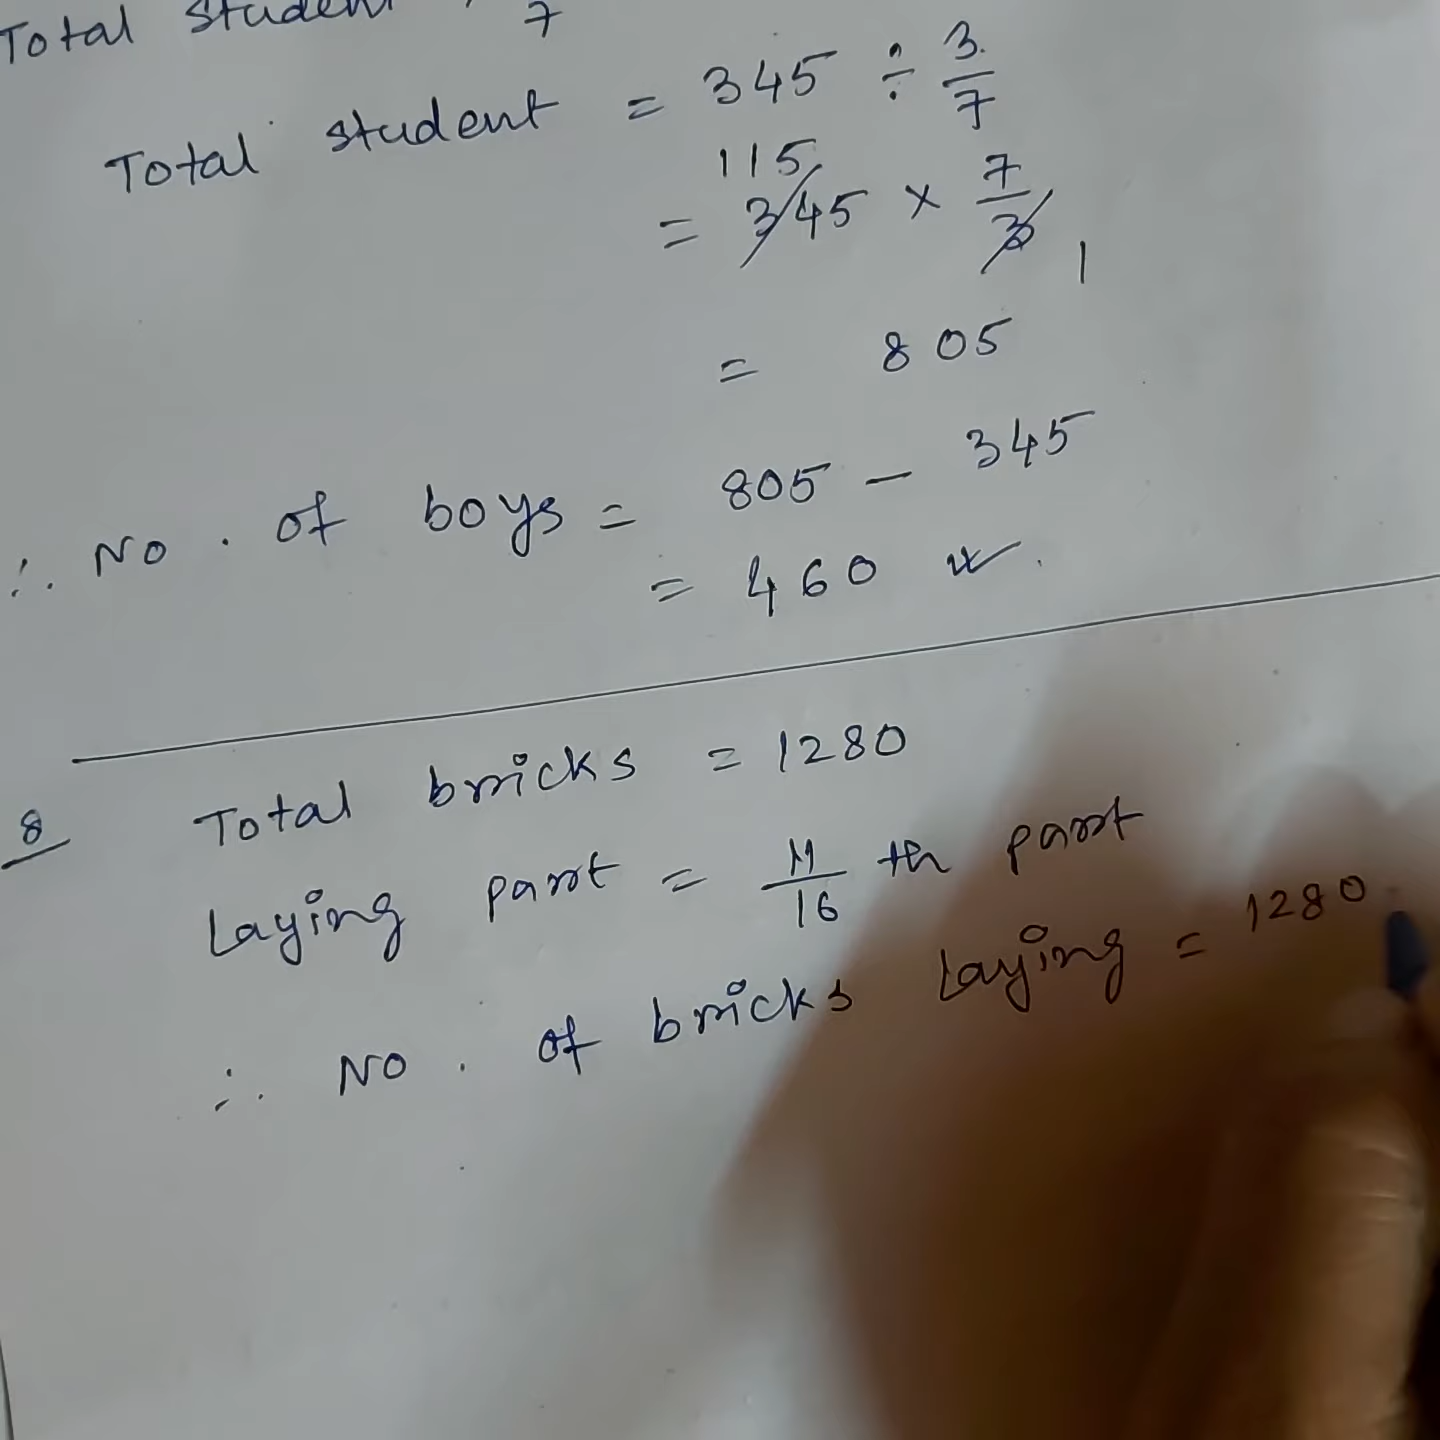 Total student 7
Total student = 345 ÷ 3/7
115
= 345 × 7/3 1
= 805
∴ No. of boys = 805 - 345
= 460
8 Total bricks = 1280
Laying part = 11/16 th part
∴ No. of bricks Laying = 1280